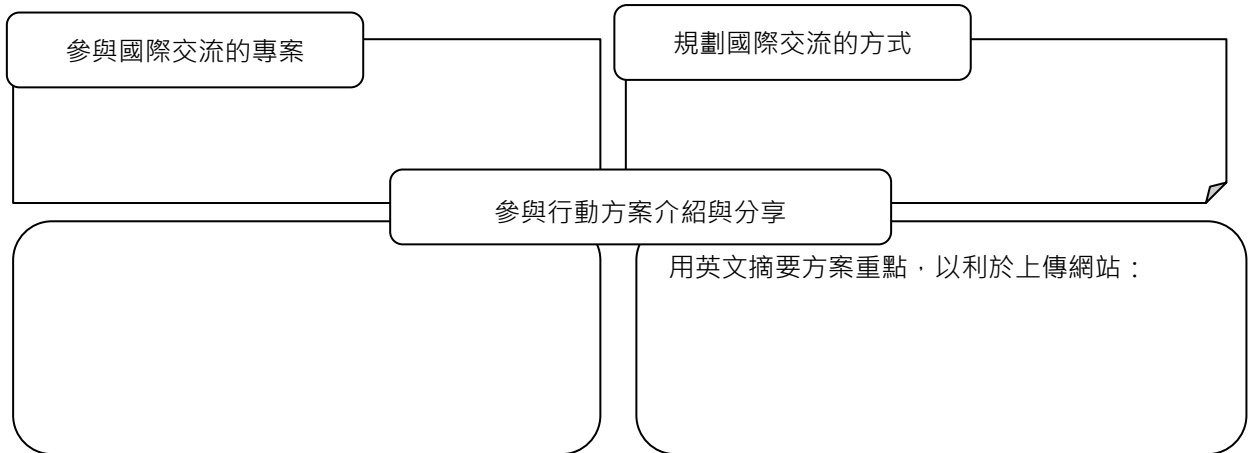 參與國際交流的專案
規劃國際交流的方式
參與行動方案介紹與分享
用英文摘要方案重點，以利於上傳網站：